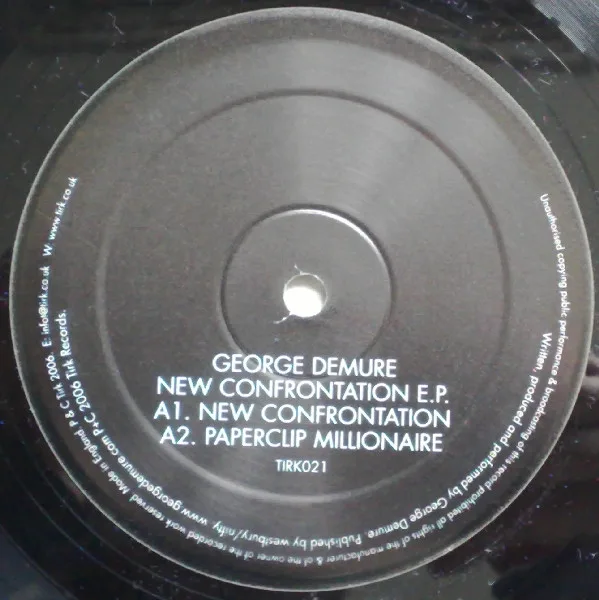 GEORGE DEMURE
NEW CONFRONTATION E.P.
A1. NEW CONFRONTATION
A2. PAPERCLIP MILLIONAIRE
TIRK021
Unauthorised copying public performance & broadcasting of this record prohibited all rights of the manufacturer & of the owner of the recorded work reserved. Made in England. P & C Tirk 2006. E: info@tirk.co.uk W: www.tirk.co.uk
Written, produced and performed by George Demure. Published by westbury/nifty. www.georgedemure.com P+C 2006 Tirk Records.